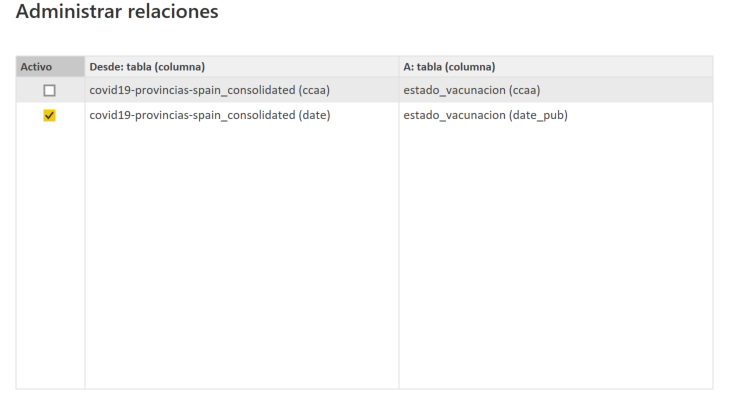 Administrar relaciones
Activo Desde: tabla (columna) A: tabla (columna)
covid19-provincias-spain_consolidated (ccaa) estado_vacunacion (ccaa)
covid19-provincias-spain_consolidated (date) estado_vacunacion (date_pub)